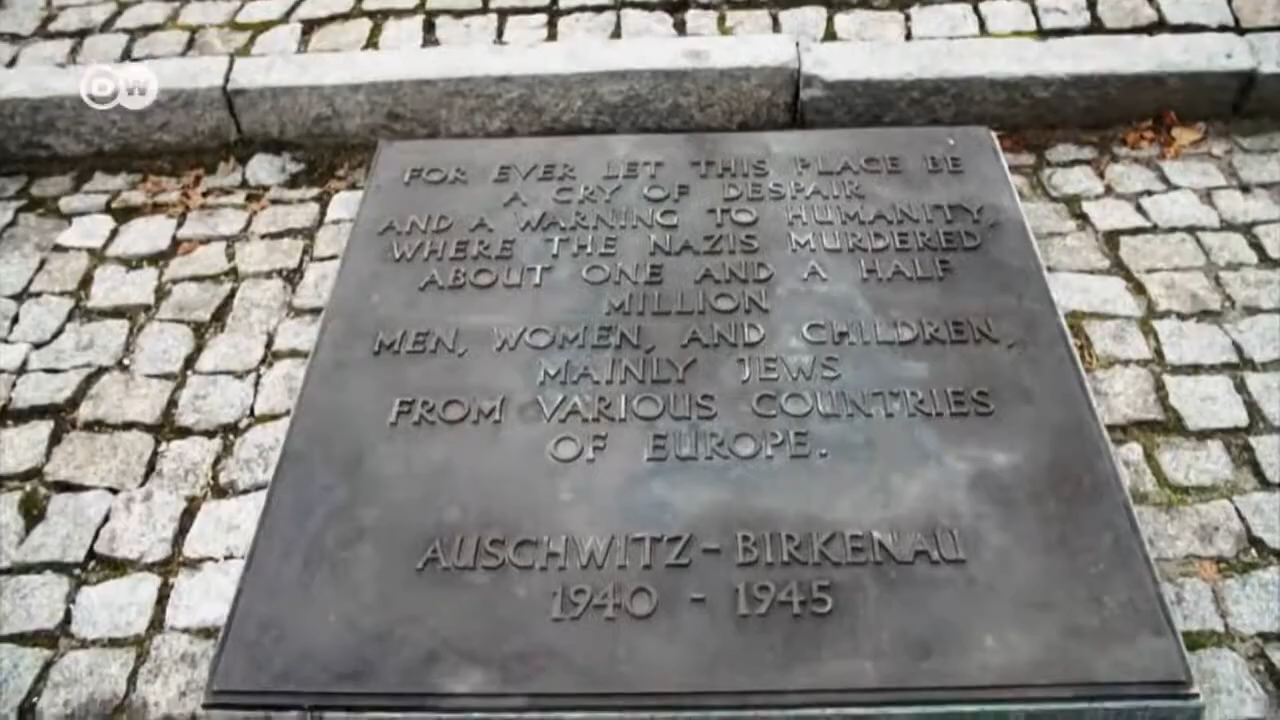 DW
FOR EVER LET THIS PLACE BE
A CRY OF DESPAIR
AND A WARNING TO HUMANITY,
WHERE THE NAZIS MURDERED
ABOUT ONE AND A HALF
MILLION
MEN, WOMEN, AND CHILDREN,
MAINLY JEWS
FROM VARIOUS COUNTRIES
OF EUROPE.
AUSCHWITZ - BIRKENAU
1940 - 1945